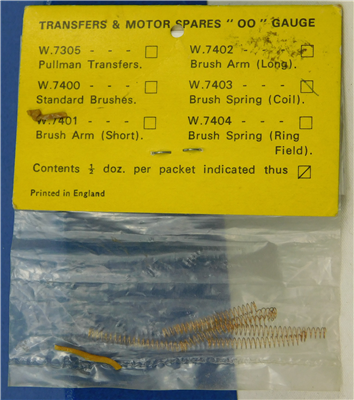 TRANSFERS & MOTOR SPARES " OO " GAUGE
W.7305 - - - W.7402 - - -
Pullman Transfers. Brush Arm (Long).
W.7400 - - - W.7403 - - -
Standard Brushes. Brush Spring (Coil).
W.7401 - - - W.7404 - - -
Brush Arm (Short). Brush Spring (Ring
Field).
Contents ½ doz. per packet indicated thus
Printed in England